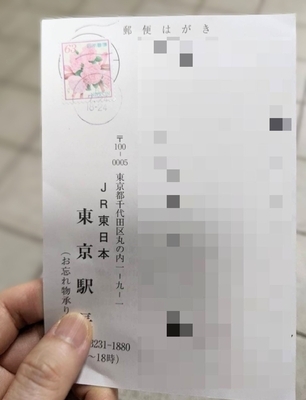 郵便はがき
〒100-0005
東京都千代田区丸の内一ー九ー一
JR東日本
東京駅
(お忘れ物承り
3231-1880
～18時)